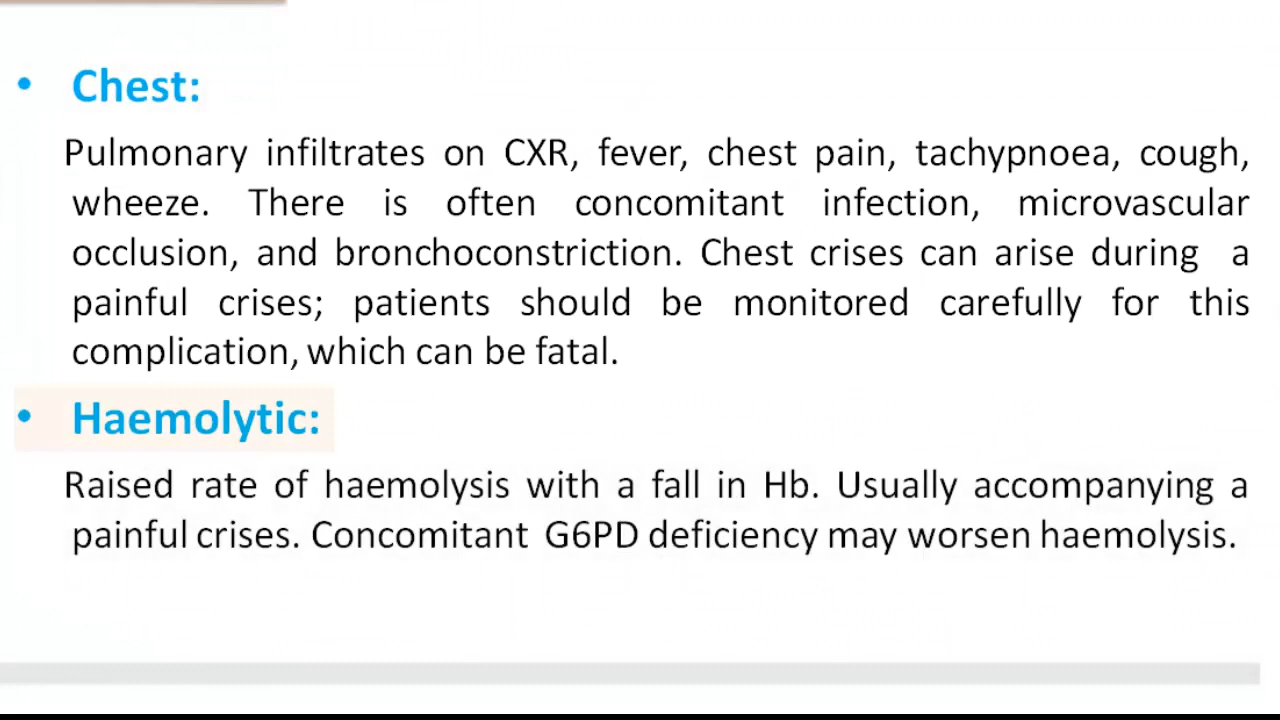 • Chest:
Pulmonary infiltrates on CXR, fever, chest pain, tachypnoea, cough,
wheeze. There is often concomitant infection, microvascular
occlusion, and bronchoconstriction. Chest crises can arise during a
painful crises; patients should be monitored carefully for this
complication, which can be fatal.
• Haemolytic:
Raised rate of haemolysis with a fall in Hb. Usually accompanying a
painful crises. Concomitant G6PD deficiency may worsen haemolysis.